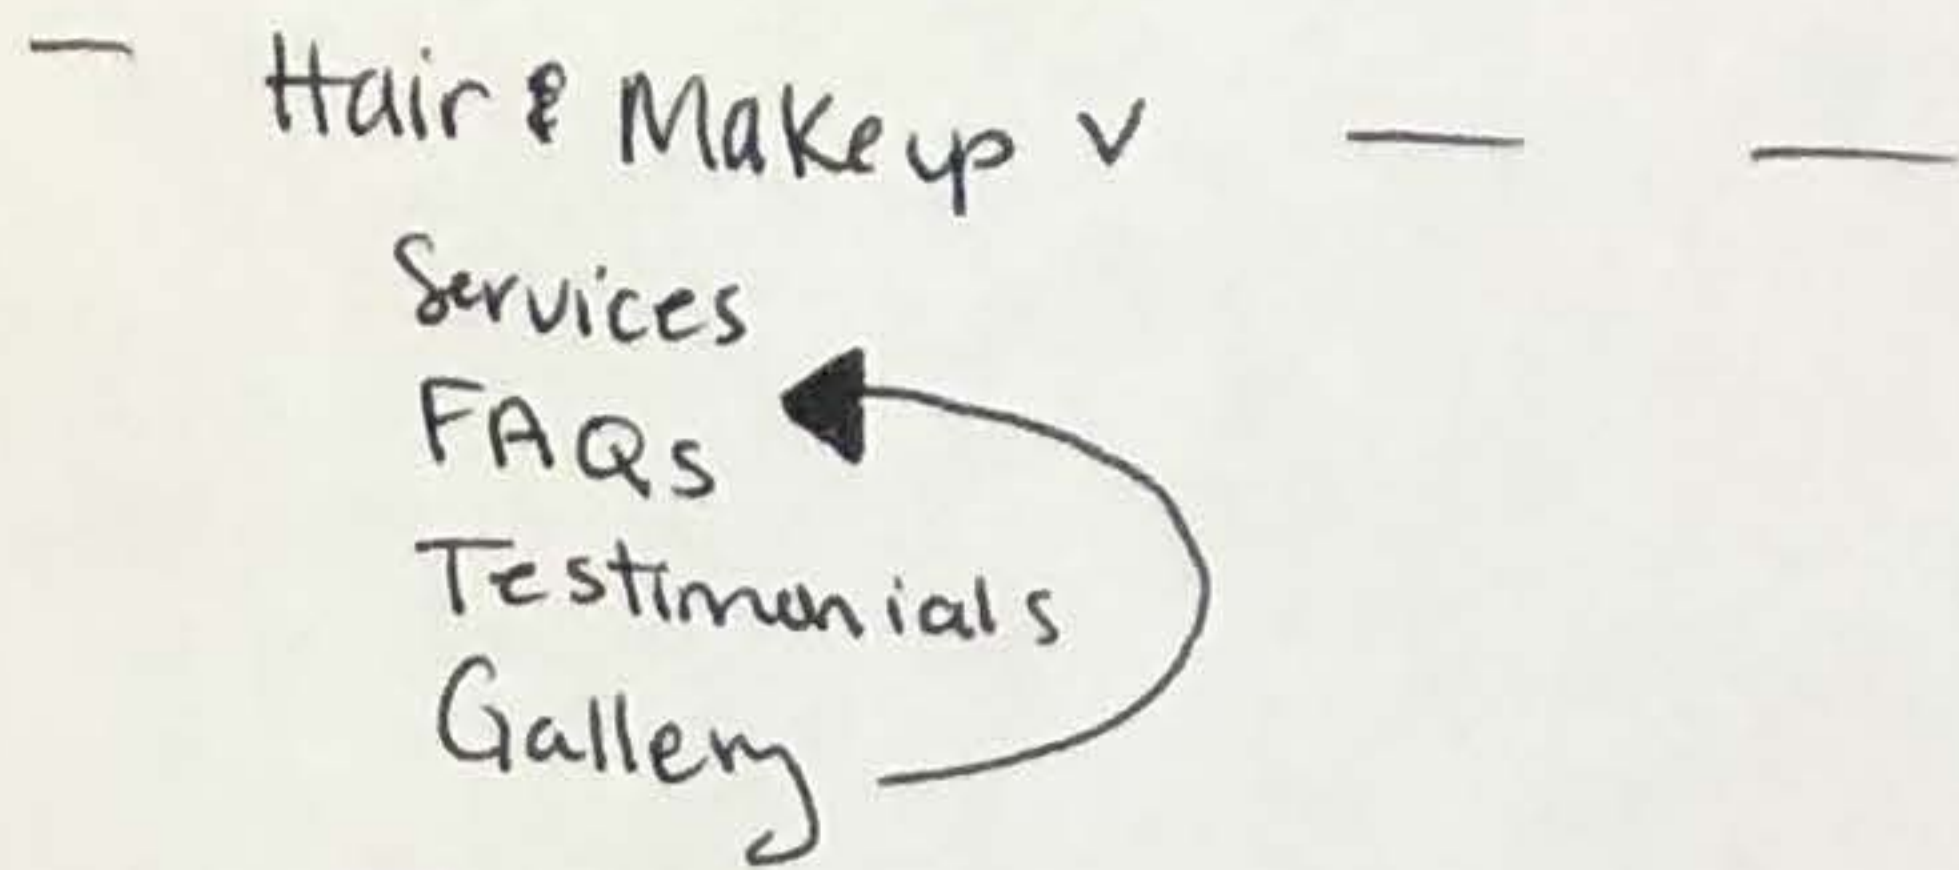 — Hair & Makeup v — —
Services
FAQs
Testimonials
Gallery